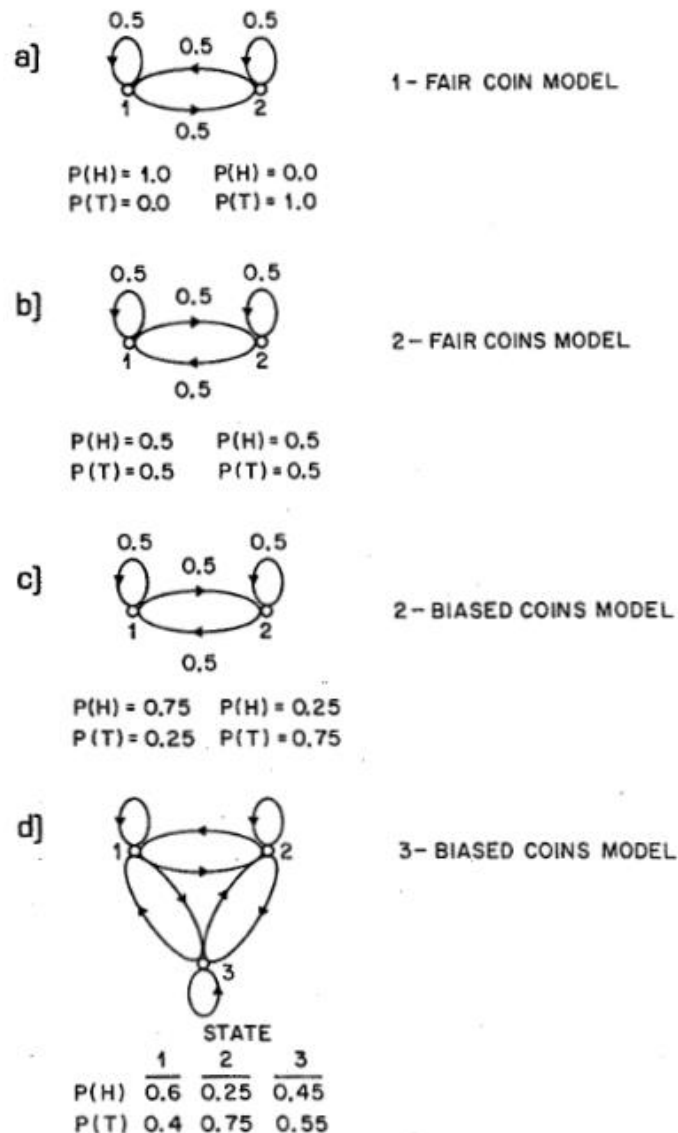 a]
0.5 0.5
0.5
1 2
0.5
1-FAIR COIN MODEL
P(H)= 1.0 P(H)= 0.0
P(T)= 0.0 P(T)= 1.0
b]
0.5 0.5
0.5
1 2
0.5
2-FAIR COINS MODEL
P(H)= 0.5 P(H)= 0.5
P(T)= 0.5 P(T)= 0.5
c]
0.5 0.5
0.5
1 2
0.5
2-BIASED COINS MODEL
P(H)= 0.75 P(H)= 0.25
P(T)= 0.25 P(T)= 0.75
d]
1 2
3-BIASED COINS MODEL
3
STATE
1 2 3
P(H) 0.6 0.25 0.45
P(T) 0.4 0.75 0.55